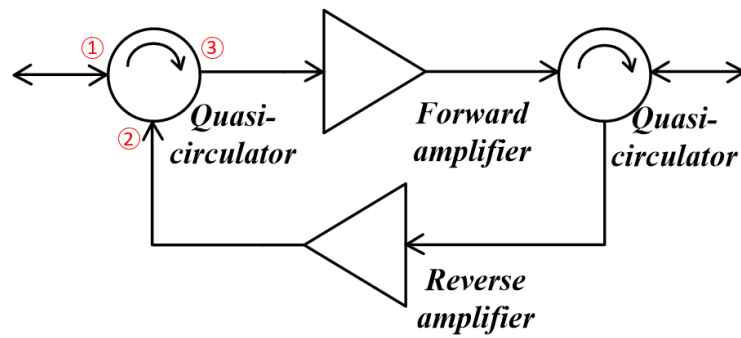 ① ③
Quasi-
circulator
Forward
amplifier
Quasi-
circulator
②
Reverse
amplifier